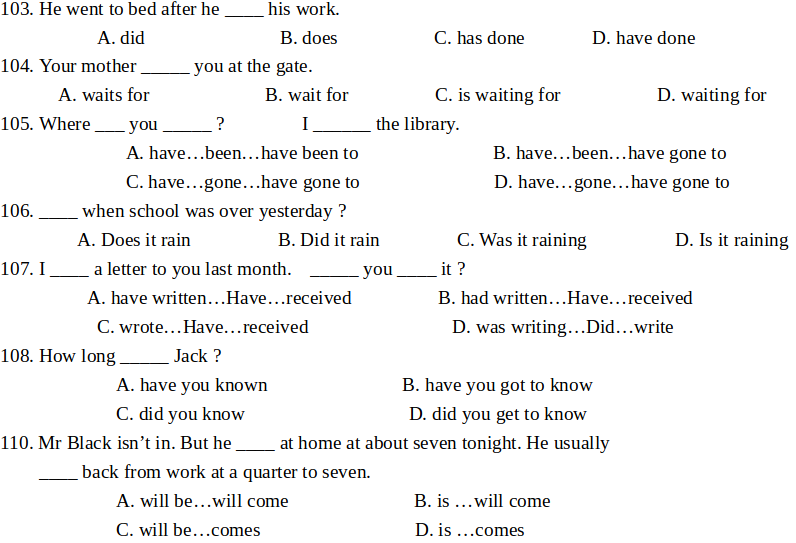 103. He went to bed after he ____ his work.
A. did B. does C. has done D. have done
104. Your mother _____ you at the gate.
A. waits for B. wait for C. is waiting for D. waiting for
105. Where ___ you _____ ? I ______ the library.
A. have…been…have been to B. have…been…have gone to
C. have…gone…have gone to D. have…gone…have gone to
106. ____ when school was over yesterday ?
A. Does it rain B. Did it rain C. Was it raining D. Is it raining
107. I ____ a letter to you last month. _____ you ____ it ?
A. have written…Have…received B. had written…Have…received
C. wrote…Have…received D. was writing…Did…write
108. How long _____ Jack ?
A. have you known B. have you got to know
C. did you know D. did you get to know
110. Mr Black isn’t in. But he ____ at home at about seven tonight. He usually
____ back from work at a quarter to seven.
A. will be…will come B. is …will come
C. will be…comes D. is …comes